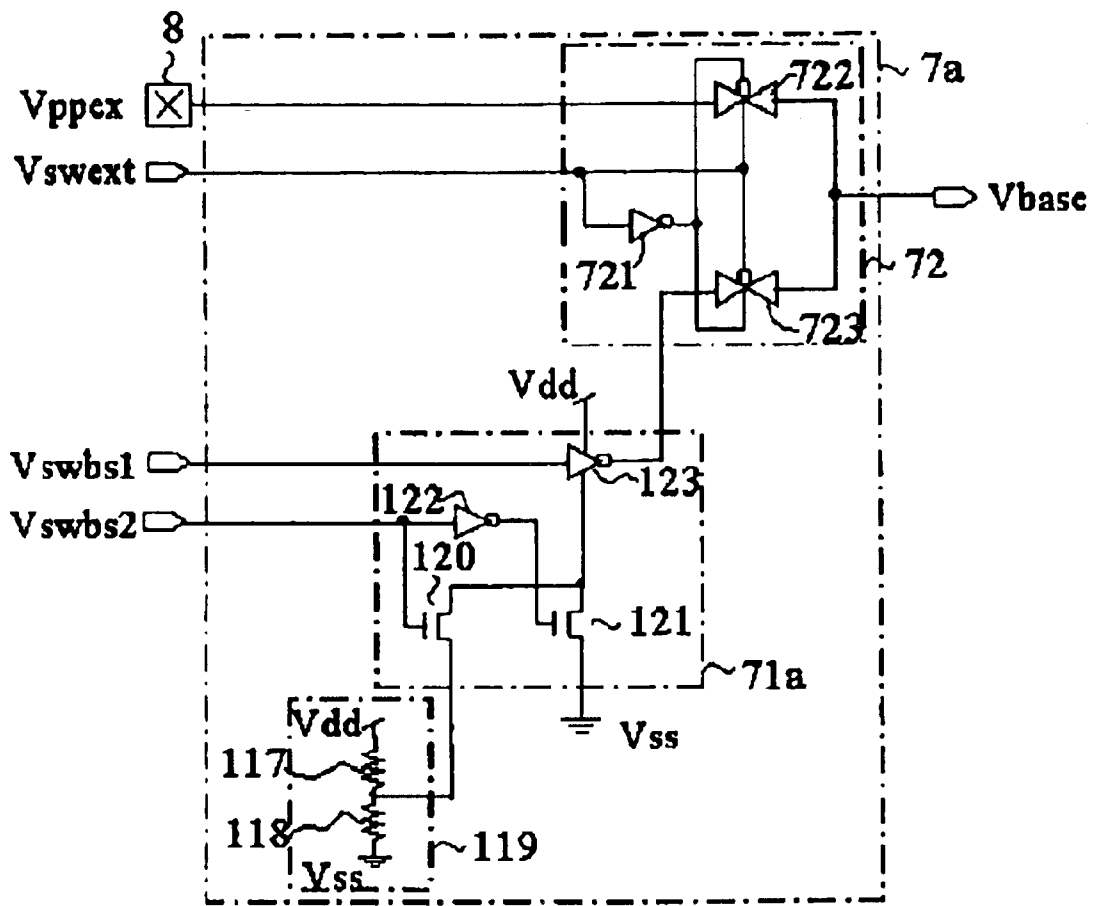 8
7a
722
Vppex
Vswext
Vbase
721
72
723
Vdd
Vswbs1
123
122
Vswbs2
120
121
71a
Vdd
Vss
117
118
119
Vss